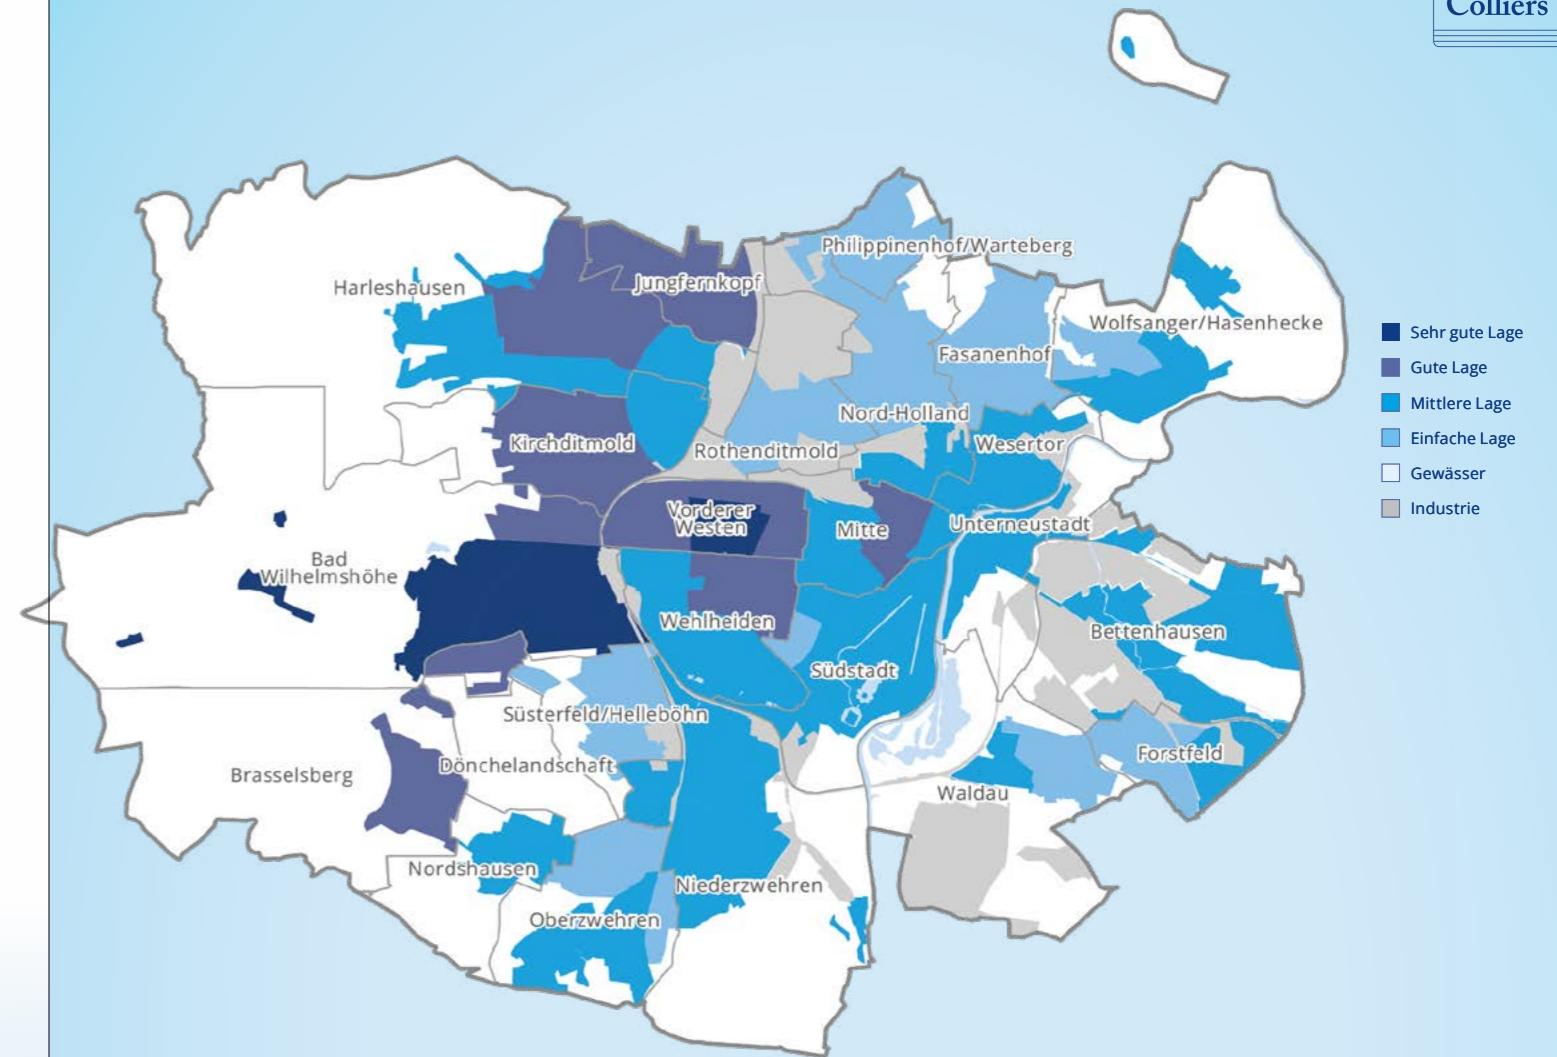 Colliers
Philippinenhof/Warteberg
Harleshausen
Jungfernkopf
Wolfsanger/Hasenhecke
Fasanenhof
Nord-Holland
Kirchditmold
Rothenditmold
Wesertor
Vorderer
Westen
Mitte
Unterneustadt
Bad
Wilhelmshöhe
Wehlheiden
Bettenhausen
Südstadt
Süsterfeld/Helleböhn
Forstfeld
Dönchelandschaft
Brasselsberg
Waldau
Nordshausen
Niederzwehren
Oberzwehren
Sehr gute Lage
Gute Lage
Mittlere Lage
Einfache Lage
Gewässer
Industrie